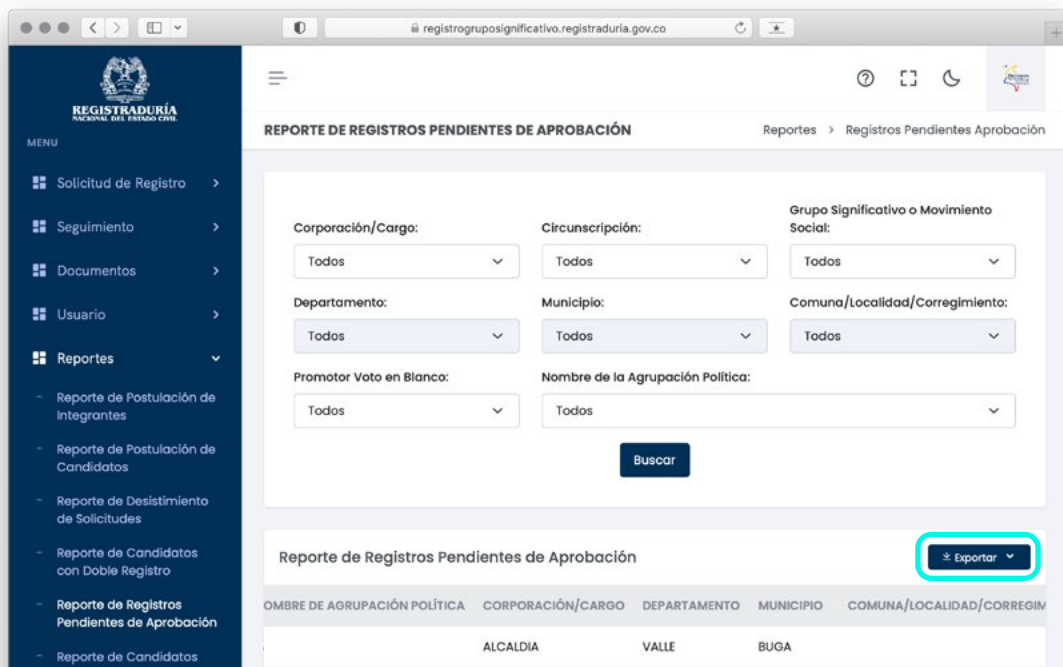 registrogruposignificativo.registraduria.gov.co
REGISTRADURÍA
NACIONAL DEL ESTADO CIVIL
MENU
Solicitud de Registro
Seguimiento
Documentos
Usuario
Reportes
- Reporte de Postulación de
Integrantes
- Reporte de Postulación de
Candidatos
- Reporte de Desistimiento
de Solicitudes
- Reporte de Candidatos
con Doble Registro
- Reporte de Registros
Pendientes de Aprobación
- Reporte de Candidatos
REPORTE DE REGISTROS PENDIENTES DE APROBACIÓN
Reportes > Registros Pendientes Aprobación
Corporación/Cargo:
Todos
Circunscripción:
Todos
Grupo Significativo o Movimiento
Social:
Todos
Departamento:
Todos
Municipio:
Todos
Comuna/Localidad/Corregimiento:
Todos
Promotor Voto en Blanco:
Todos
Nombre de la Agrupación Política:
Todos
Buscar
Reporte de Registros Pendientes de Aprobación
Exportar
OMBRE DE AGRUPACIÓN POLÍTICA CORPORACIÓN/CARGO DEPARTAMENTO MUNICIPIO COMUNA/LOCALIDAD/CORREGIM
ALCALDIA VALLE BUGA